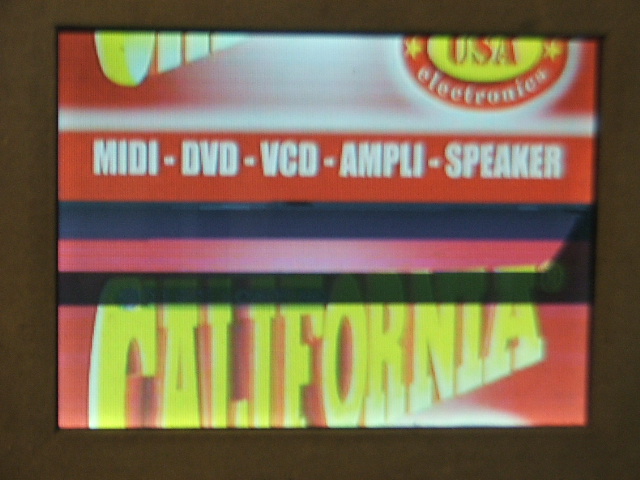 USA
electronics
MIDI - DVD - VCD - AMPLI - SPEAKER
CALIFORNIA®